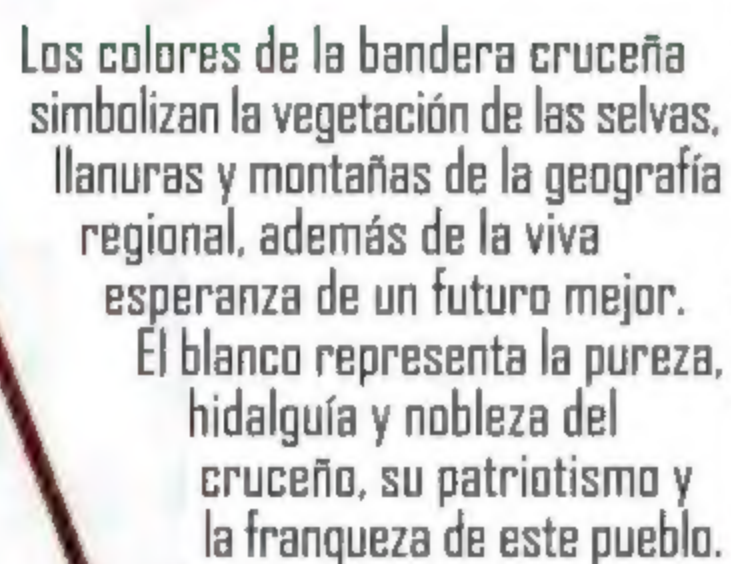 Los colores de la bandera cruceña
simbolizan la vegetación de las selvas,
llanuras y montañas de la geografía
regional, además de la viva
esperanza de un futuro mejor.
El blanco representa la pureza,
hidalguía y nobleza del
cruceño, su patriotismo y
la franqueza de este pueblo.